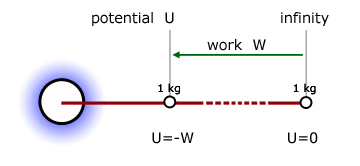 potential U infinity
work W
1 kg 1 kg
U=-W U=0